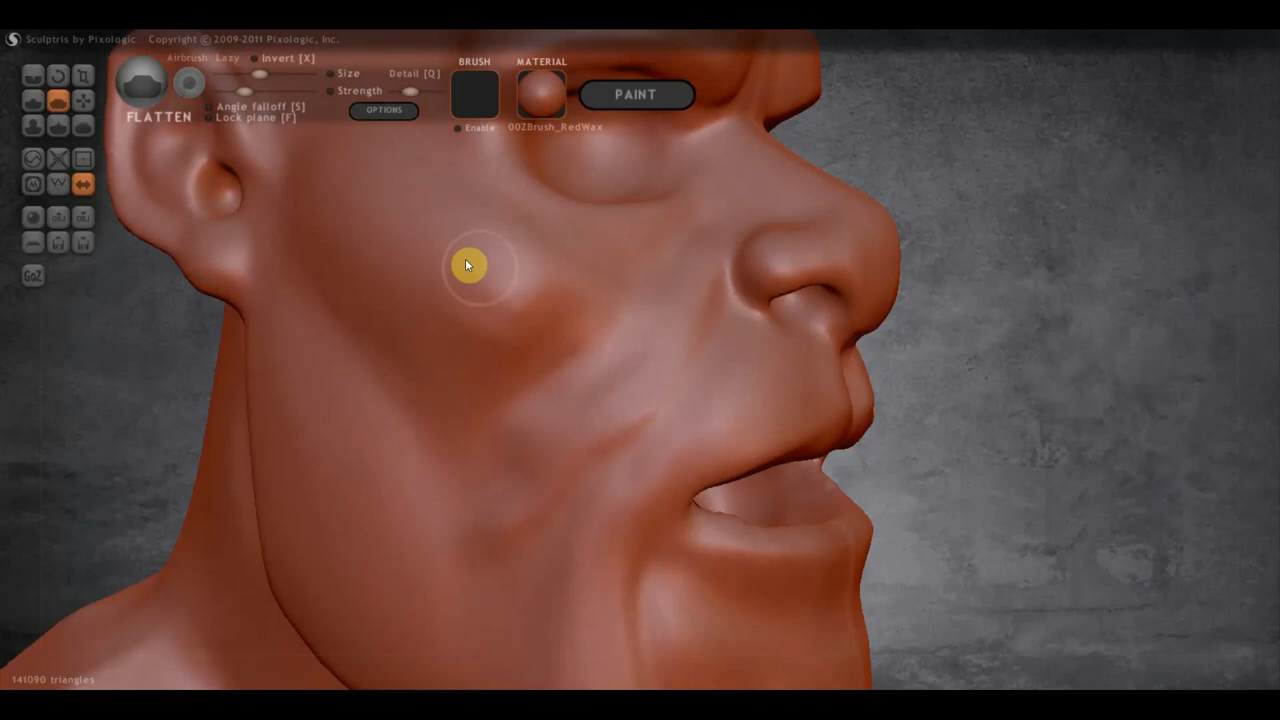 Sculptris by Pixologic Copyright © 2009-2011 Pixologic, Inc.
Airbrush Lazy Invert [X]
BRUSH MATERIAL
Size Detail [Q]
Strength
PAINT
Angle falloff [S]
OPTIONS
FLATTEN Lock plane [F]
Enable 00ZBrush_RedWax
GoZ
141090 triangles